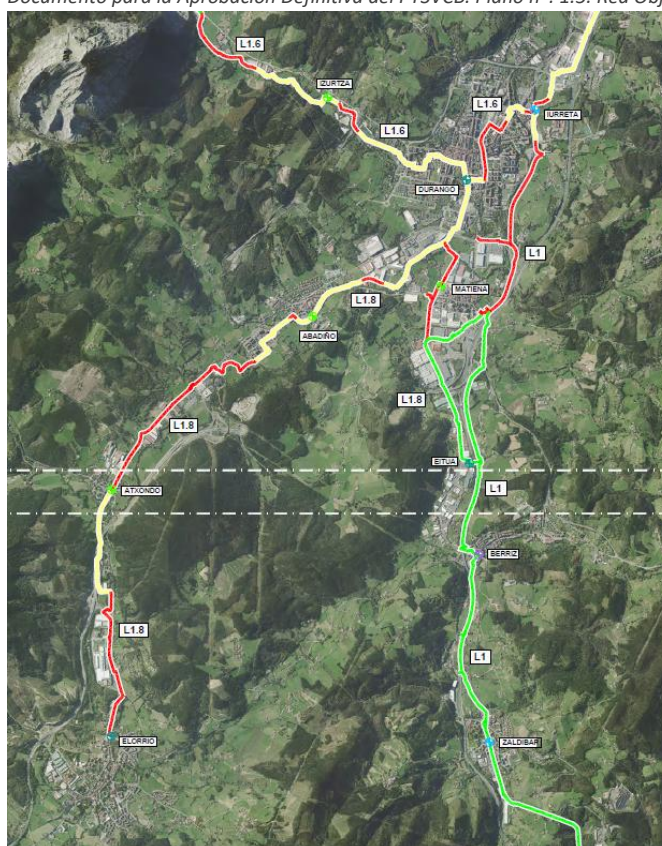 Documento para la Aprobación Definitiva del PTSVCB. Plano nº. 1.3. Red Obj
L1.6
IZURTZA
L1.6
IURRETA
L1.6
DURANGO
L1
MATIENA
L1.8
ABADIÑO
L1.8
L1.8
EITUA
L1
ATXONDO
BERRIZ
L1.8
L1
ELORRIO
ZALDIBAR